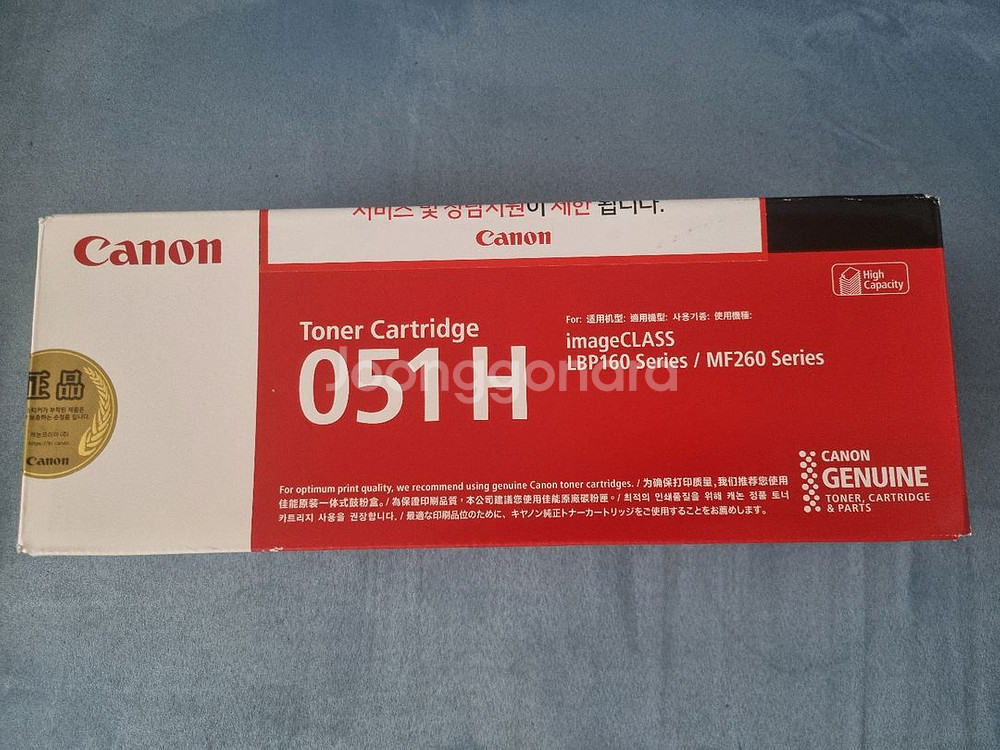 서비스 및 상담지원이 제한 됩니다.
Canon
Canon
High
Capacity
Toner Cartridge
051H
For: 适用机型: 適用機型: 사용기종: 使用機種:
imageCLASS
LBP160 Series / MF260 Series
Joonggonara
正品
Canon
For optimum print quality, we recommend using genuine Canon toner cartridges. / 为确保打印质量,我们推荐您使用
佳能原装一体式鼓粉盒。/ 為保證印刷品質，本公司建議您使用佳能原廠碳粉匣。/ 최적의 인쇄품질을 위해 캐논 정품 토너
카트리지 사용을 권장합니다. / 最適な印刷品位のために、キヤノン純正トナーカートリッジをご使用することをお薦めします。
CANON
GENUINE
TONER, CARTRIDGE
& PARTS